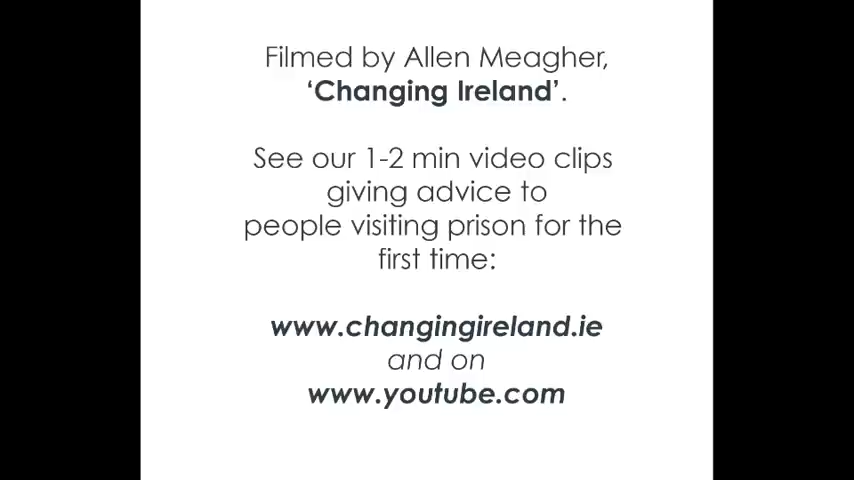 Filmed by Allen Meagher,
‘Changing Ireland’.
See our 1-2 min video clips
giving advice to
people visiting prison for the
first time:
www.changingireland.ie
and on
www.youtube.com